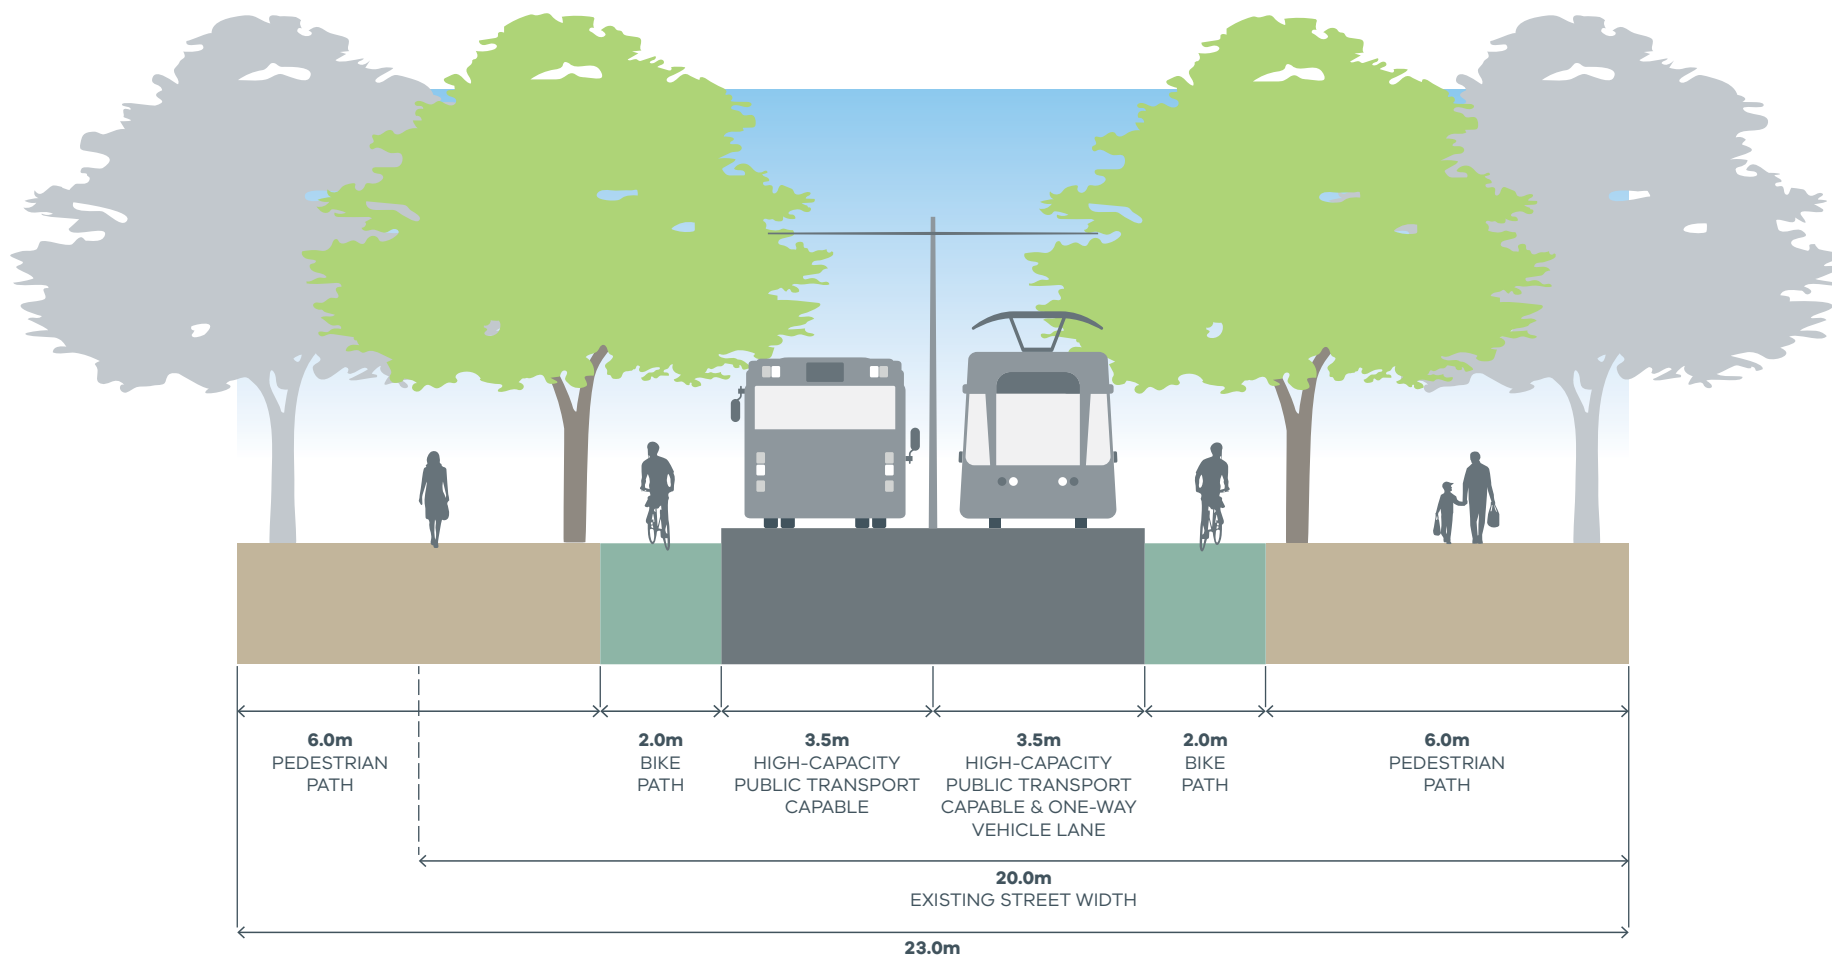 6.0m
PEDESTRIAN
PATH
2.0m
BIKE
PATH
3.5m
HIGH-CAPACITY
PUBLIC TRANSPORT
CAPABLE
3.5m
HIGH-CAPACITY
PUBLIC TRANSPORT
CAPABLE & ONE-WAY
VEHICLE LANE
2.0m
BIKE
PATH
6.0m
PEDESTRIAN
PATH
20.0m
EXISTING STREET WIDTH
23.0m